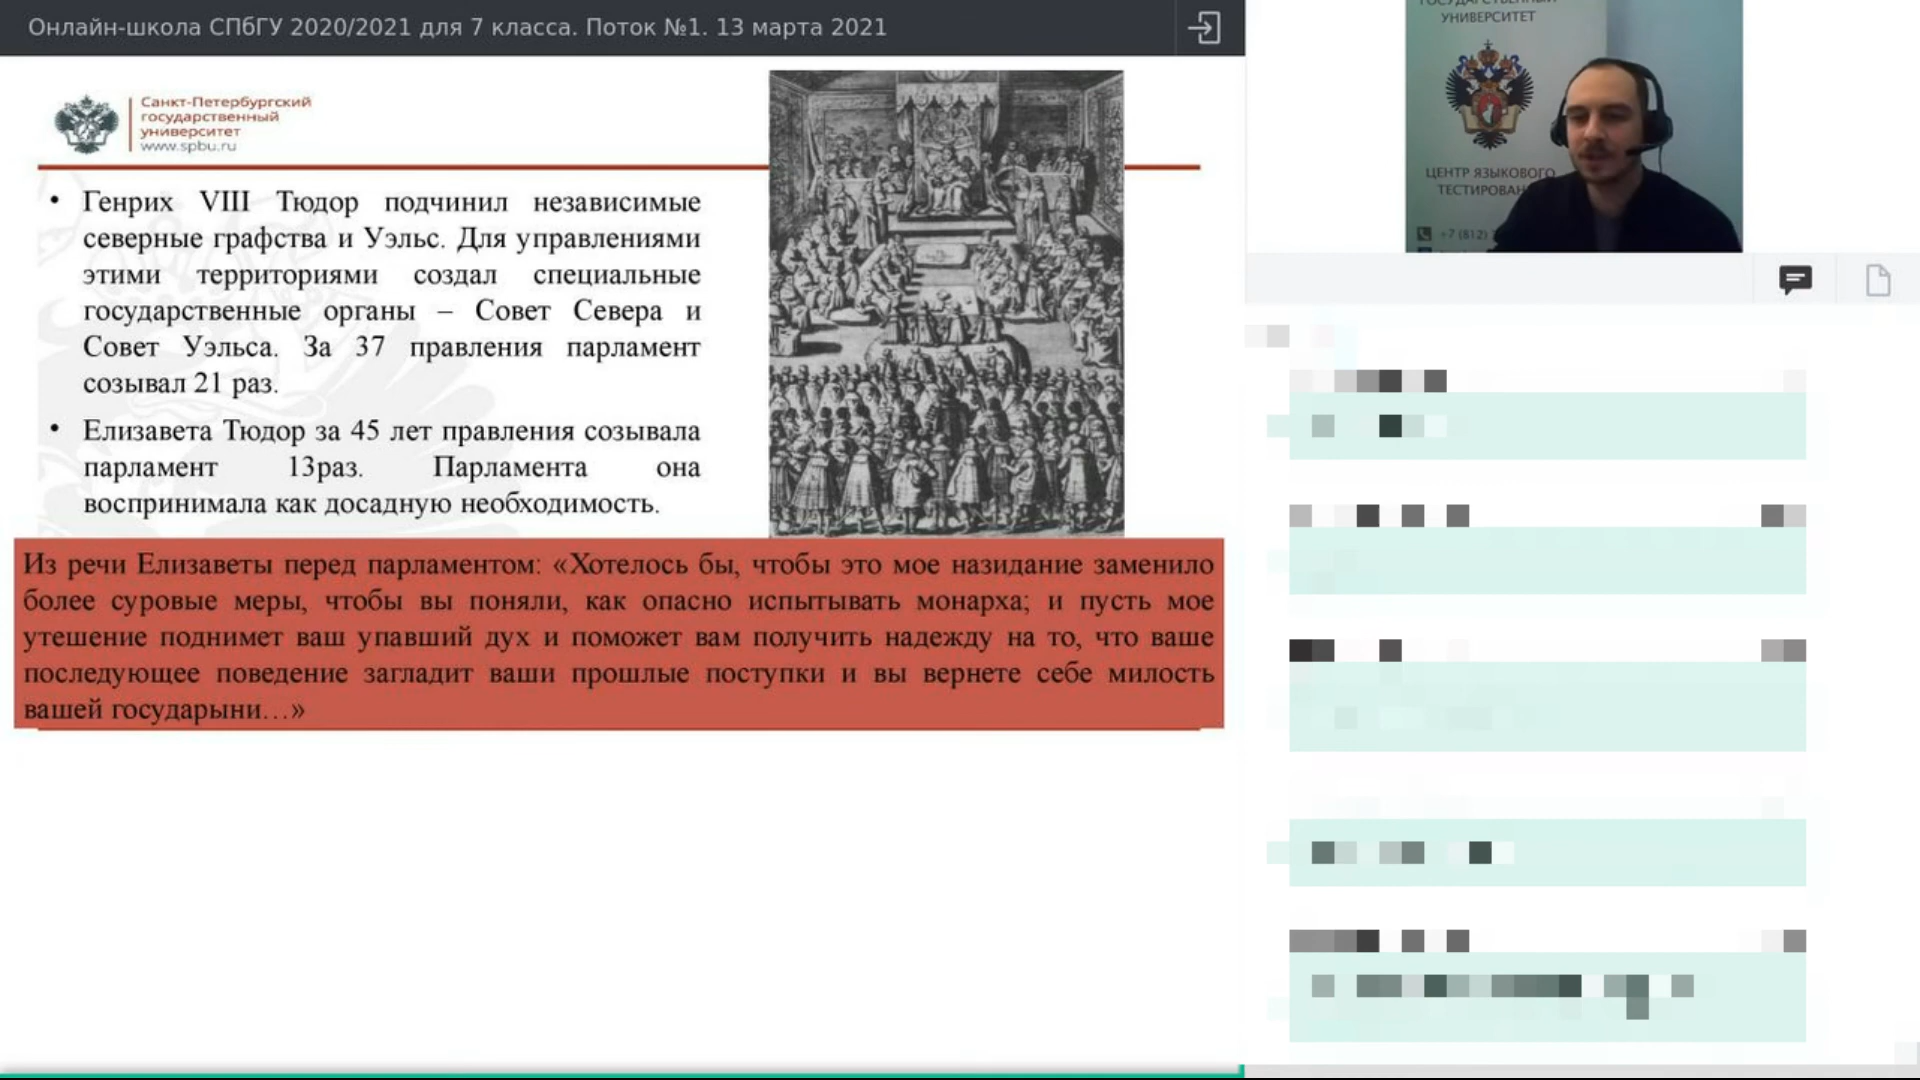 Онлайн-школа СПбГУ 2020/2021 для 7 класса. Поток №1. 13 марта 2021
Санкт-Петербургский
государственный
университет
www.spbu.ru
• Генрих VIII Тюдор подчинил независимые
северные графства и Уэльс. Для управлениями
этими территориями создал специальные
государственные органы – Совет Севера и
Совет Уэльса. За 37 правления парламент
созывал 21 раз.
• Елизавета Тюдор за 45 лет правления созывала
парламент 13раз. Парламента она
воспринимала как досадную необходимость.
Из речи Елизаветы перед парламентом: «Хотелось бы, чтобы это мое назидание заменило
более суровые меры, чтобы вы поняли, как опасно испытывать монарха; и пусть мое
утешение поднимет ваш упавший дух и поможет вам получить надежду на то, что ваше
последующее поведение загладит ваши прошлые поступки и вы вернете себе милость
вашей государыни…»
УНИВЕРСИТЕТ
ЦЕНТР ЯЗЫКОВОГО
+7 (812)